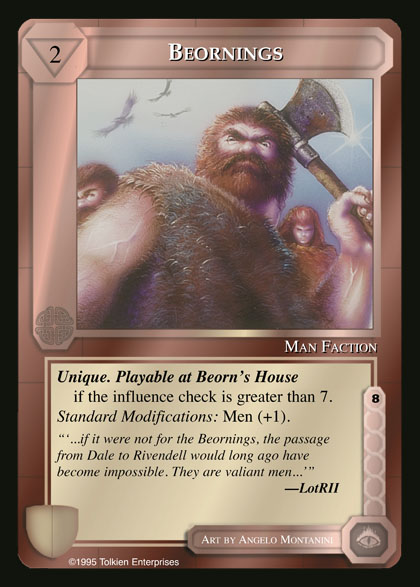 2
BEORNINGS
MAN FACTION
Unique. Playable at Beorn's House
if the influence check is greater than 7.
Standard Modifications: Men (+1).
8
“‘...if it were not for the Beornings, the passage
from Dale to Rivendell would long ago have
become impossible. They are valiant men...’”
—LotRII
ART BY ANGELO MONTANINI
©1995 Tolkien Enterprises